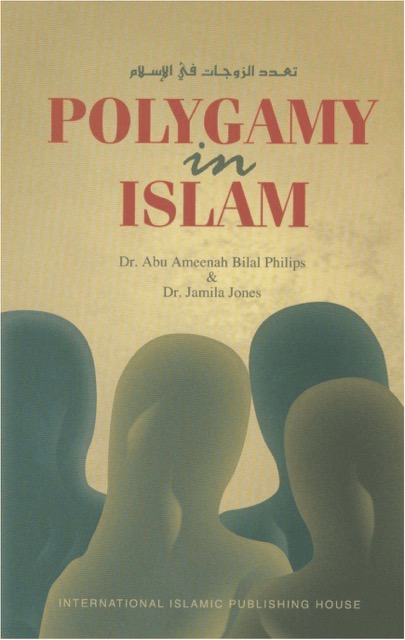 تعدد الزوجات في الإسلام
POLYGAMY
in
ISLAM
Dr. Abu Ameenah Bilal Philips
&
Dr. Jamila Jones
INTERNATIONAL ISLAMIC PUBLISHING HOUSE